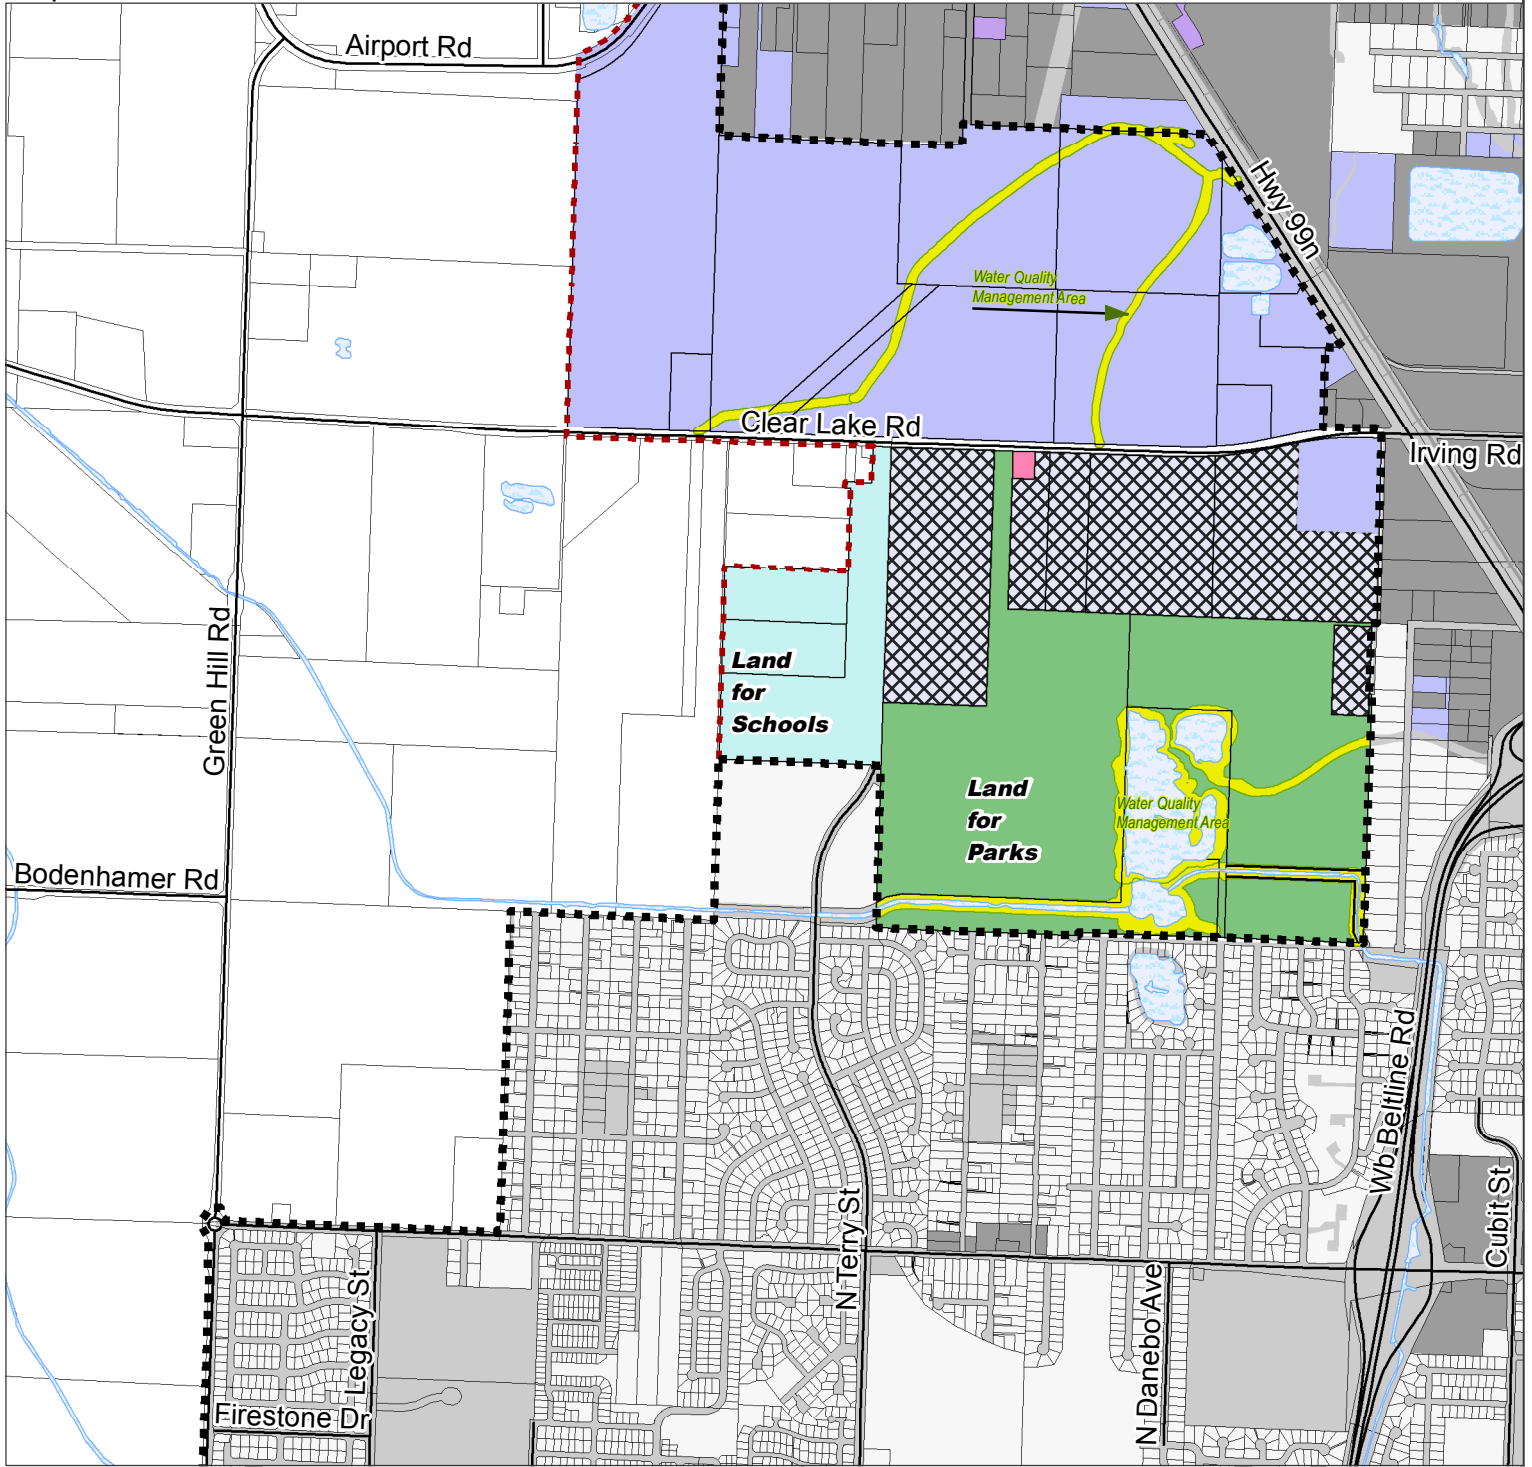 Airport Rd
Hwy 99n
Water Quality
Management Area
Clear Lake Rd
Irving Rd
Green Hill Rd
Land
for
Schools
Land
for
Parks
Water Quality
Management Area
Bodenhamer Rd
Wb Beltline Rd
Cubit St
N Terry St
N Danebo Ave
Legacy St
Firestone Dr